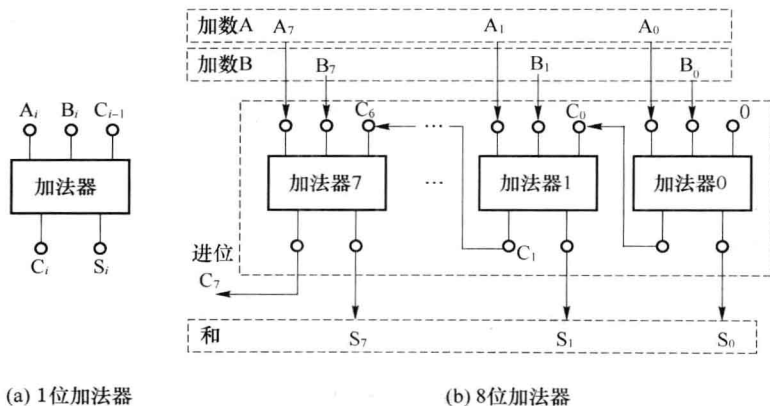 加数A A₇ A₁ A₀
加数B B₇ B₁ B₀
Aᵢ Bᵢ Cᵢ₋₁
C₆ ... C₀ 0
加法器
加法器7 ... 加法器1 加法器0
Cᵢ Sᵢ
进位
C₇
C₁
和 S₇ S₁ S₀
(a) 1位加法器 (b) 8位加法器